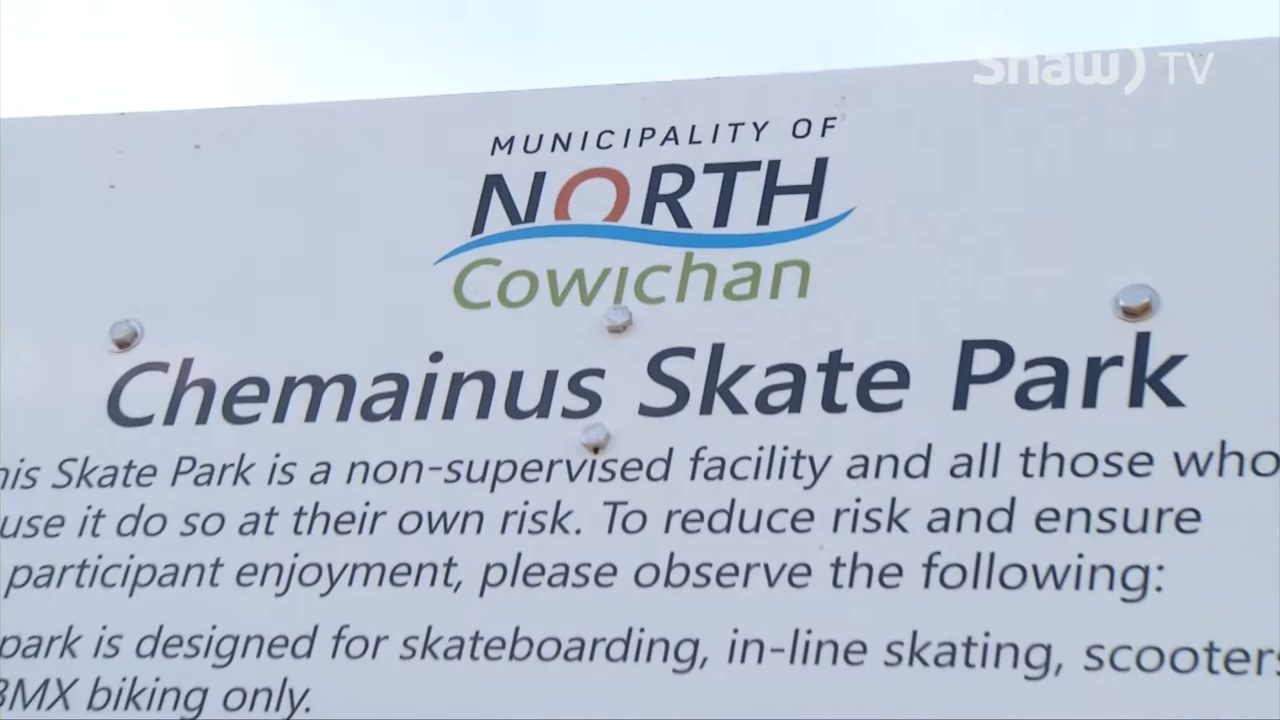 Shaw) TV
MUNICIPALITY OF
NORTH
Cowichan
Chemainus Skate Park
his Skate Park is a non-supervised facility and all those who
use it do so at their own risk. To reduce risk and ensure
participant enjoyment, please observe the following:
park is designed for skateboarding, in-line skating, scooters
BMX biking only.